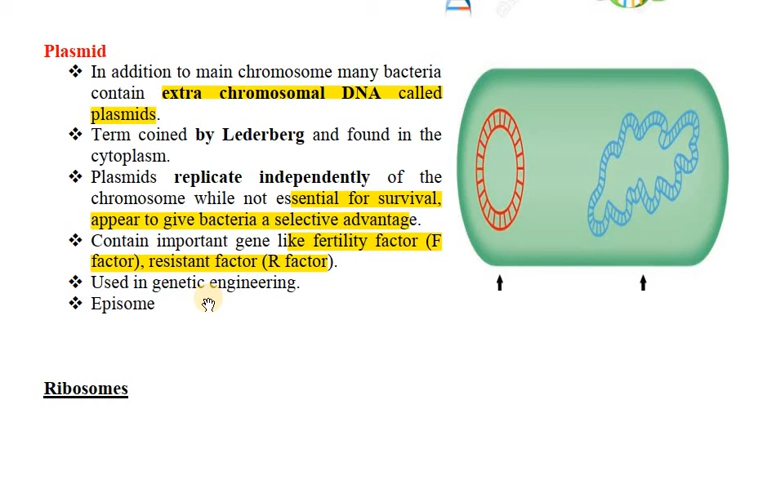 Plasmid
❖ In addition to main chromosome many bacteria
contain extra chromosomal DNA called
plasmids.
❖ Term coined by Lederberg and found in the
cytoplasm.
❖ Plasmids replicate independently of the
chromosome while not essential for survival,
appear to give bacteria a selective advantage.
❖ Contain important gene like fertility factor (F
factor), resistant factor (R factor).
❖ Used in genetic engineering.
❖ Episome
Ribosomes